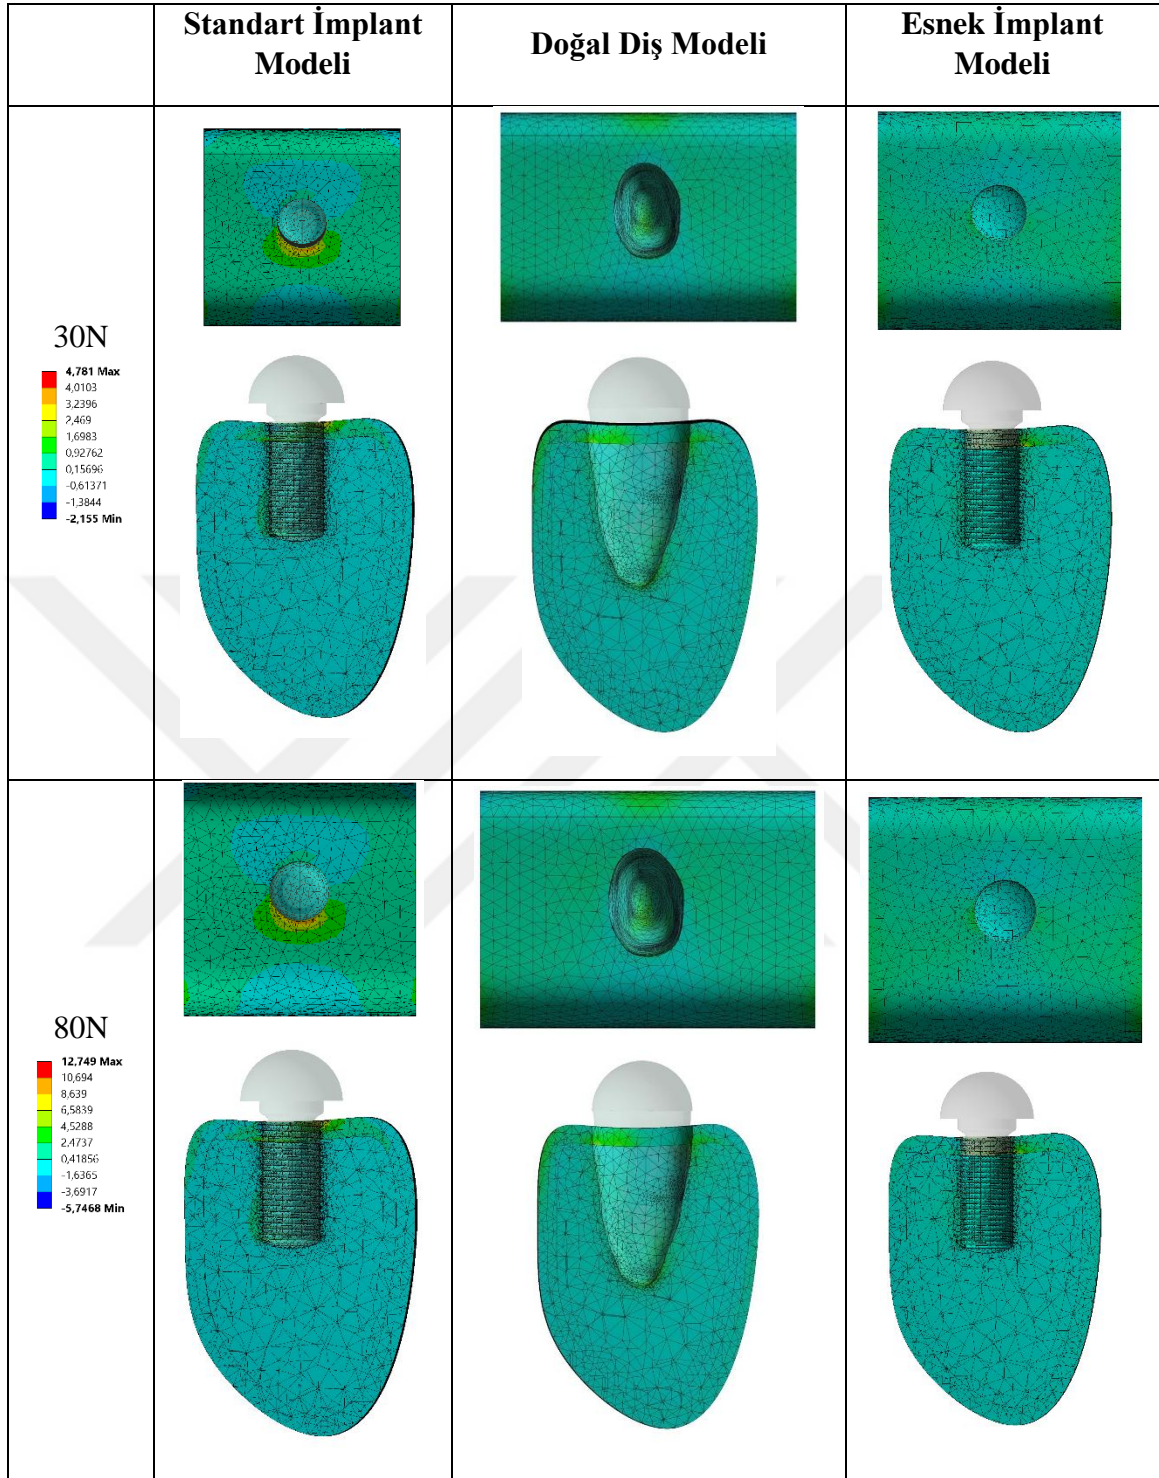 Standart İmplant
Modeli
Doğal Diş Modeli
Esnek İmplant
Modeli
30N
4,781 Max
4,0103
3,2396
2,469
1,6983
0,92762
0,15696
-0,61371
-1,3844
-2,155 Min
80N
12,749 Max
10,694
8,639
6,5839
4,5288
2,4737
0,41856
-1,6365
-3,6917
-5,7468 Min